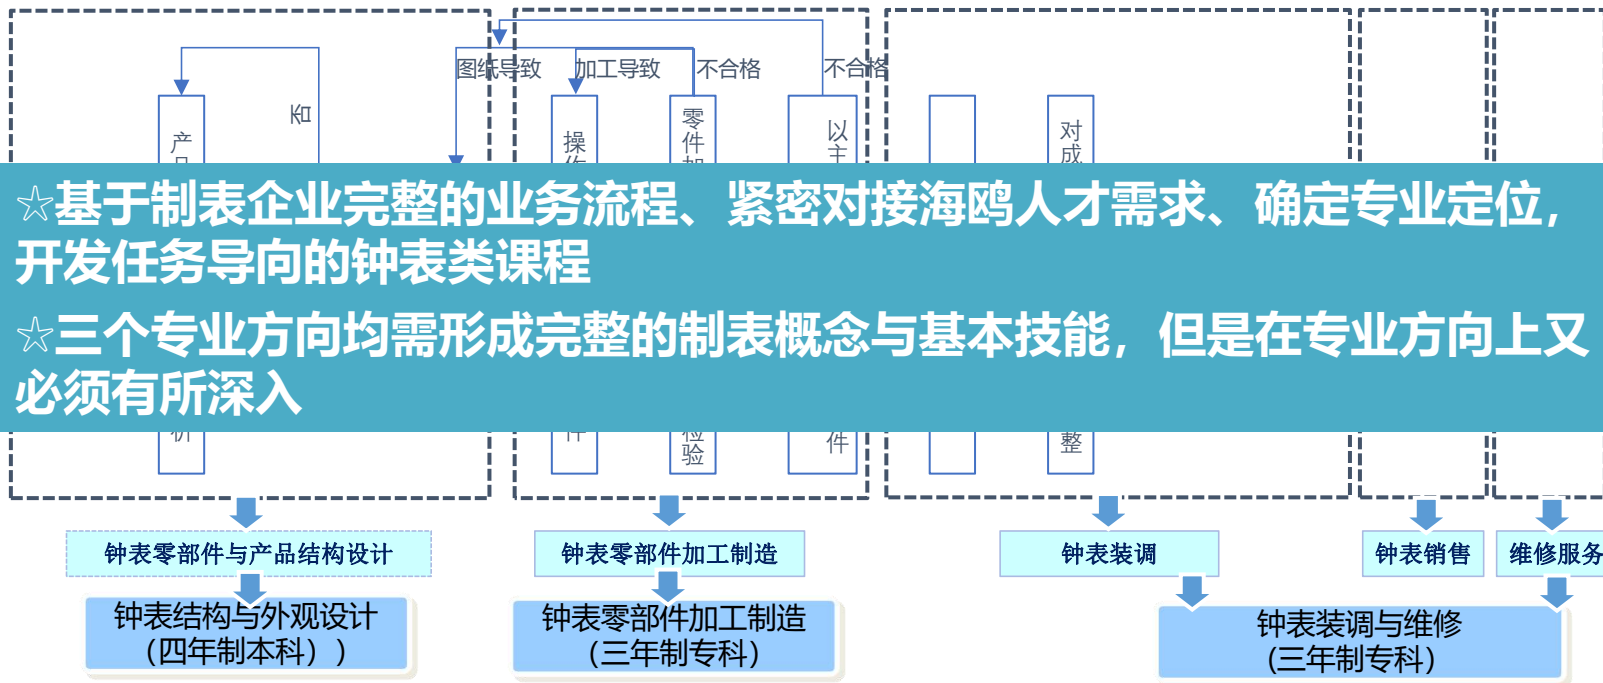 图纸导致
加工导致
不合格
不合格
否
产
操
零件
以主
对成
☆基于制表企业完整的业务流程、紧密对接海鸥人才需求、确定专业定位，
开发任务导向的钟表类课程
☆三个专业方向均需形成完整的制表概念与基本技能，但是在专业方向上又
必须有所深入
析
件
检验
件
整
钟表零部件与产品结构设计
钟表零部件加工制造
钟表装调
钟表销售
维修服务
钟表结构与外观设计
（四年制本科））
钟表零部件加工制造
（三年制专科）
钟表装调与维修
（三年制专科）